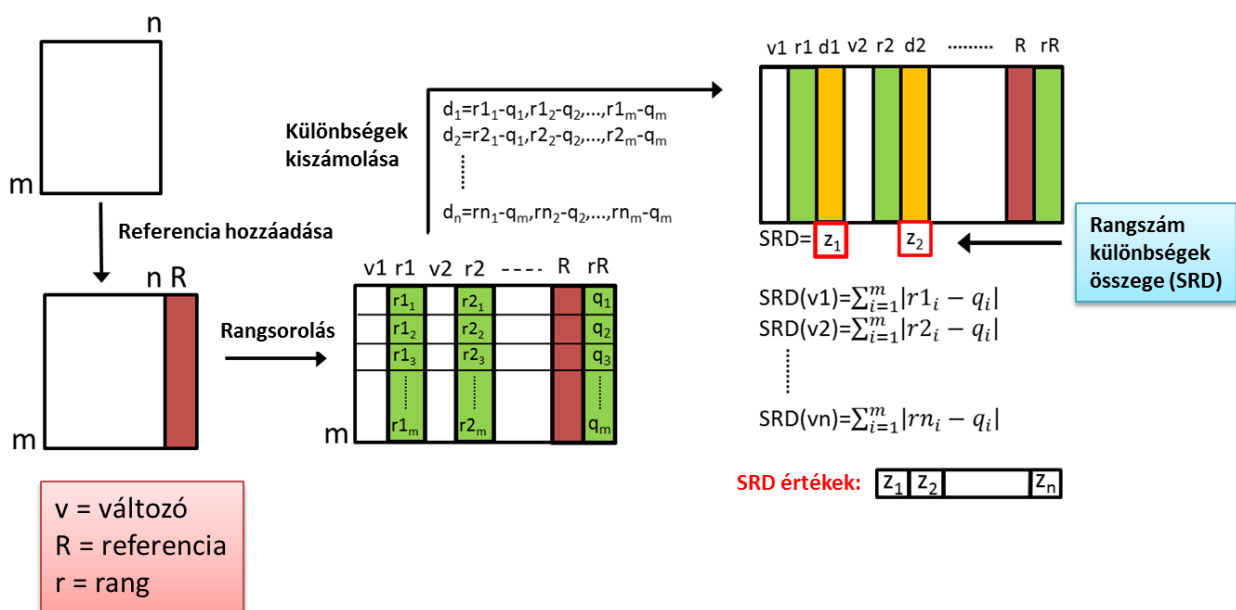 n
m
Referencia hozzáadása
n R
m
v = változó
R = referencia
r = rang
Rangsorolás
v1 r1 v2 r2 ---- R rR
r1₁ r2₁ q₁
r1₂ r2₂ q₂
r1₃ r2₃ q₃
........ ........ ........
m r1ₘ r2ₘ qₘ
Különbségek
kiszámolása
d₁=r1₁-q₁,r1₂-q₂,...,r1ₘ-qₘ
d₂=r2₁-q₁,r2₂-q₂,...,r2ₘ-qₘ
........
dₙ=rn₁-qₘ,rn₂-q₂,...,rnₘ-qₘ
v1 r1 d1 v2 r2 d2 ......... R rR
SRD= z₁ z₂
Rangszám
különbségek
összege (SRD)
SRD(v1)=∑ᵢ₌₁ᵐ|r1ᵢ − qᵢ|
SRD(v2)=∑ᵢ₌₁ᵐ|r2ᵢ − qᵢ|
........
SRD(vn)=∑ᵢ₌₁ᵐ|rnᵢ − qᵢ|
SRD értékek: z₁ z₂ zₙ